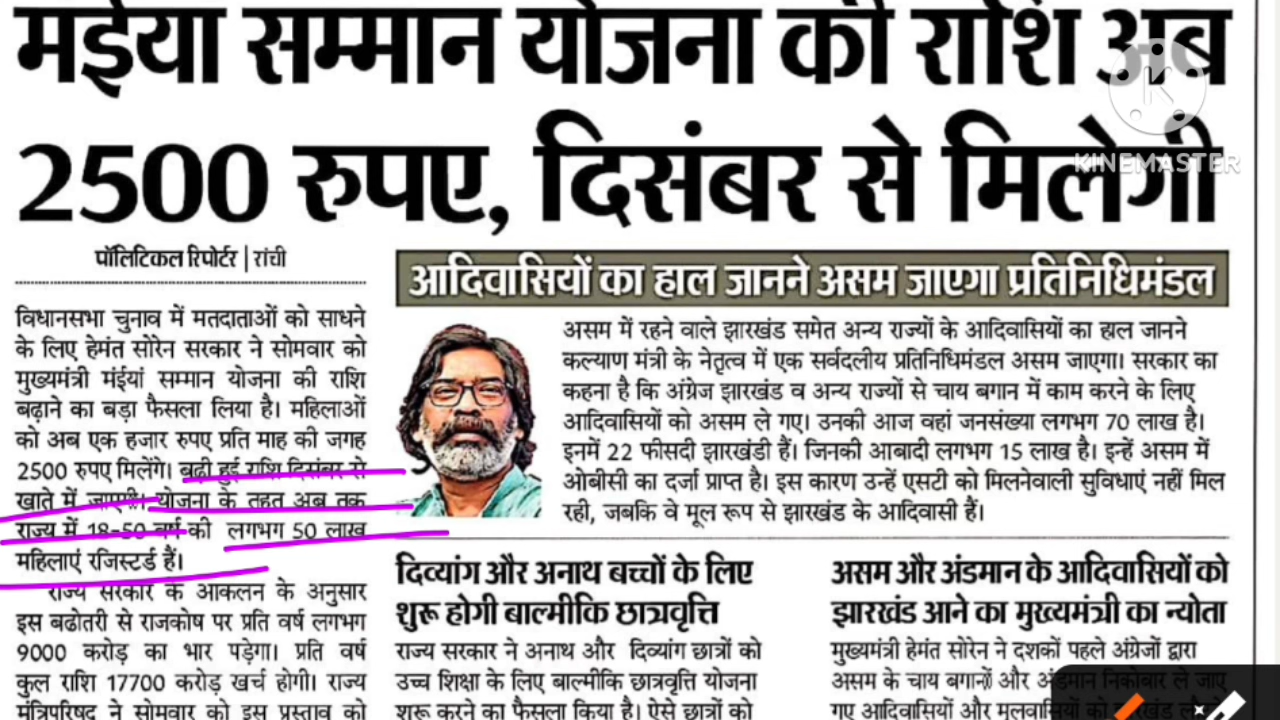 मंईयां सम्मान योजना की राशि अब
2500 रुपए, दिसंबर से मिलेगी
KINEMASTER
पॉलिटिकल रिपोर्टर | रांची
विधानसभा चुनाव में मतदाताओं को साधने
के लिए हेमंत सोरेन सरकार ने सोमवार को
मुख्यमंत्री मंईयां सम्मान योजना की राशि
बढ़ाने का बड़ा फैसला लिया है। महिलाओं
को अब एक हजार रुपए प्रति माह की जगह
2500 रुपए मिलेंगे। बढ़ी हुई राशि दिसंबर से
खाते में जाएगी। योजना के तहत अब तक
राज्य में 18-50 वर्ष की लगभग 50 लाख
महिलाएं रजिस्टर्ड हैं।
राज्य सरकार के आकलन के अनुसार
इस बढोतरी से राजकोष पर प्रति वर्ष लगभग
9000 करोड़ का भार पड़ेगा। प्रति वर्ष
कुल राशि 17700 करोड़ खर्च होगी। राज्य
मंत्रिपरिषद ने सोमवार को इस प्रस्ताव को
आदिवासियों का हाल जानने असम जाएगा प्रतिनिधिमंडल
असम में रहने वाले झारखंड समेत अन्य राज्यों के आदिवासियों का हाल जानने
कल्याण मंत्री के नेतृत्व में एक सर्वदलीय प्रतिनिधिमंडल असम जाएगा। सरकार का
कहना है कि अंग्रेज झारखंड व अन्य राज्यों से चाय बगान में काम करने के लिए
आदिवासियों को असम ले गए। उनकी आज वहां जनसंख्या लगभग 70 लाख है।
इनमें 22 फीसदी झारखंडी हैं। जिनकी आबादी लगभग 15 लाख है। इन्हें असम में
ओबीसी का दर्जा प्राप्त है। इस कारण उन्हें एसटी को मिलनेवाली सुविधाएं नहीं मिल
रही, जबकि वे मूल रूप से झारखंड के आदिवासी हैं।
दिव्यांग और अनाथ बच्चों के लिए
शुरू होगी बाल्मीकि छात्रवृत्ति
राज्य सरकार ने अनाथ और दिव्यांग छात्रों को
उच्च शिक्षा के लिए बाल्मीकि छात्रवृत्ति योजना
शुरू करने का फैसला किया है। ऐसे छात्रों को
असम और अंडमान के आदिवासियों को
झारखंड आने का मुख्यमंत्री का न्योता
मुख्यमंत्री हेमंत सोरेन ने दशकों पहले अंग्रेजों द्वारा
असम के चाय बगानों और अंडमान निकोबार ले जाए
गए आदिवासियों और मूलवासियों को झारखंड